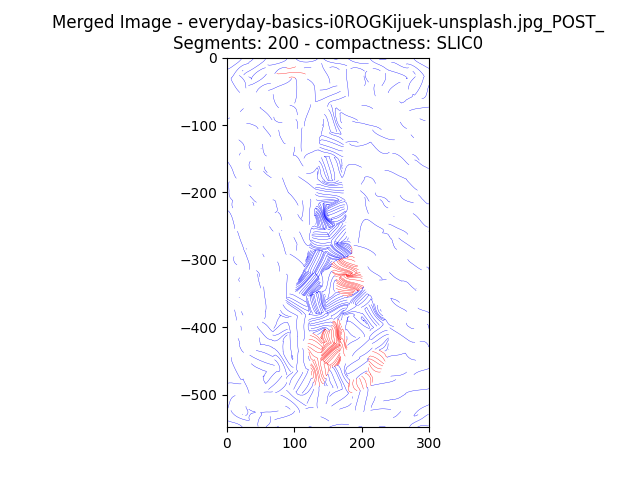 Merged Image - everyday-basics-i0ROGKijuek-unsplash.jpg_POST_
Segments: 200 - compactness: SLIC0
0
−100
−200
−300
−400
−500
0 100 200 300